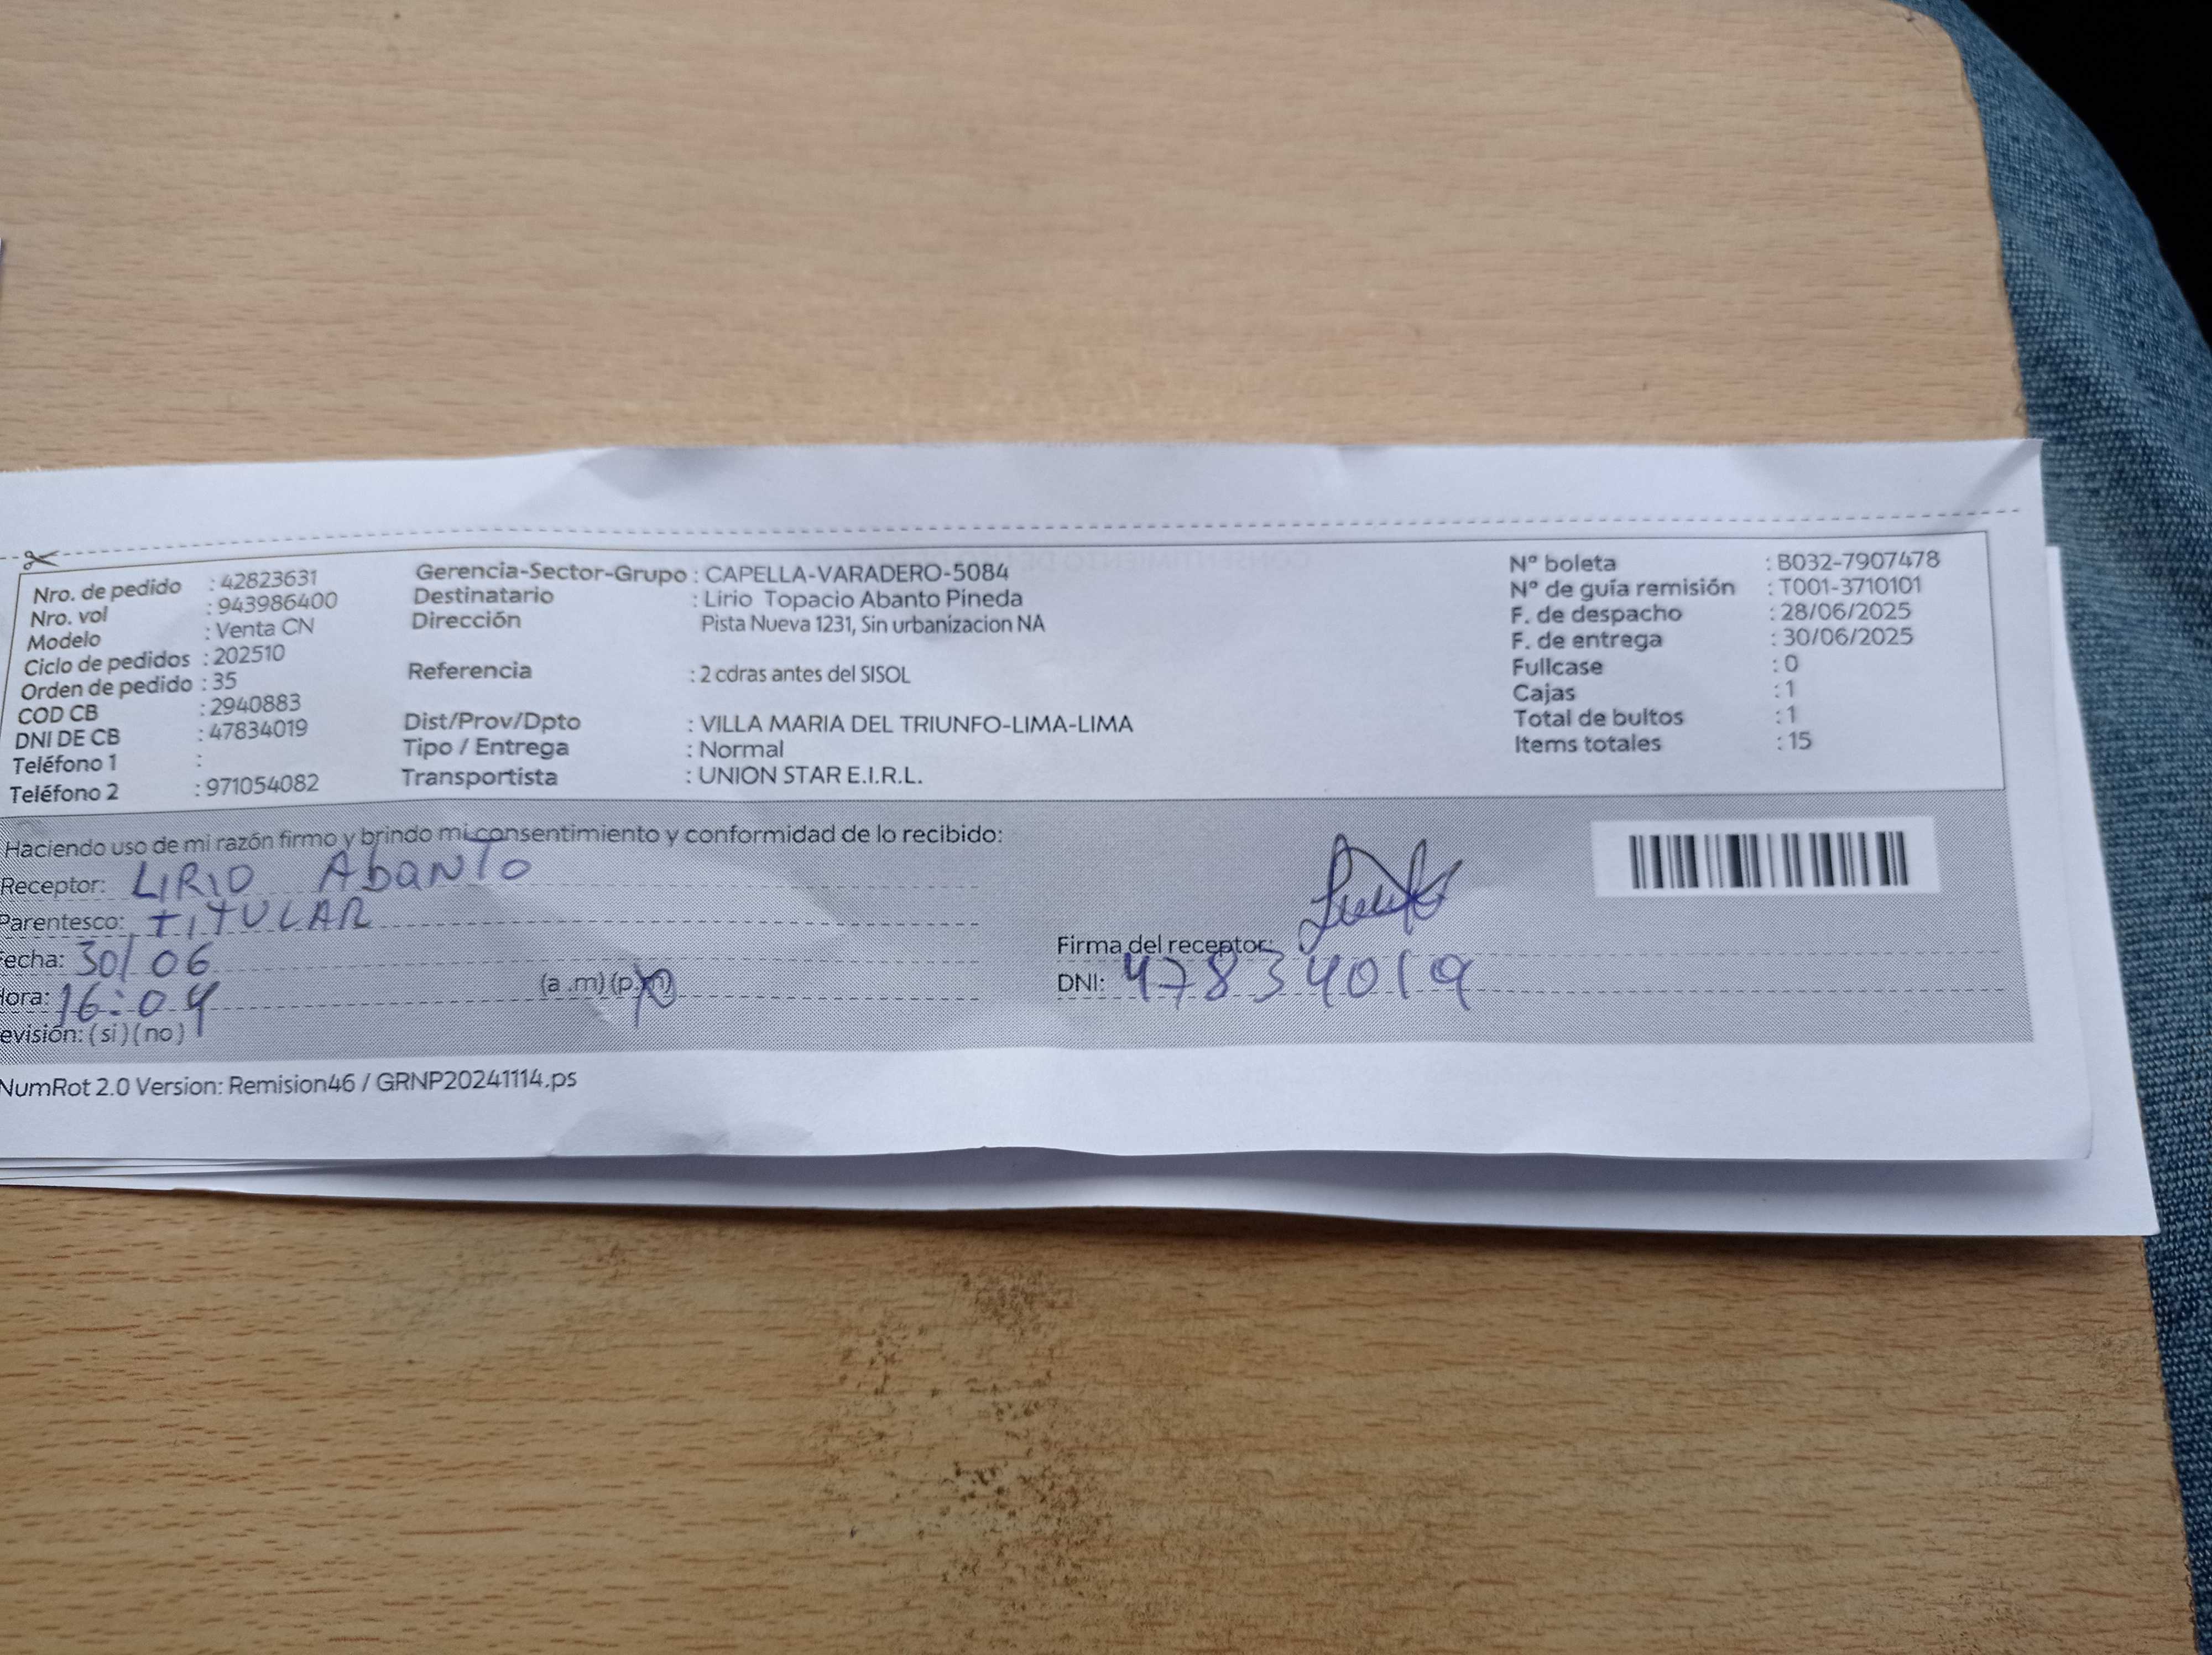 Nro. de pedido : 42823631
Nro. vol : 943986400
Modelo : Venta CN
Ciclo de pedidos : 202510
Orden de pedido : 35
COD CB : 2940883
DNI DE CB : 47834019
Teléfono 1 :
Teléfono 2 : 971054082
Gerencia-Sector-Grupo : CAPELLA-VARADERO-5084
Destinatario : Lirio Topacio Abanto Pineda
Dirección Pista Nueva 1231, Sin urbanizacion NA
Referencia : 2 cdras antes del SISOL
Dist/Prov/Dpto : VILLA MARIA DEL TRIUNFO-LIMA-LIMA
Tipo / Entrega : Normal
Transportista : UNION STAR E.I.R.L.
Nº boleta : B032-7907478
Nº de guía remisión : T001-3710101
F. de despacho : 28/06/2025
F. de entrega : 30/06/2025
Fullcase : 0
Cajas : 1
Total de bultos : 1
Items totales : 15
Haciendo uso de mi razón firmo y brindo mi consentimiento y conformidad de lo recibido:
Receptor: LIRIO AbanTo
Parentesco: TITULAR
echa: 30/06
ora: 16:04 (a .m) (p.m)
evisión: (si) (no)
Firma del receptor:
DNI: 47834019
NumRot 2.0 Version: Remision46 / GRNP20241114.ps